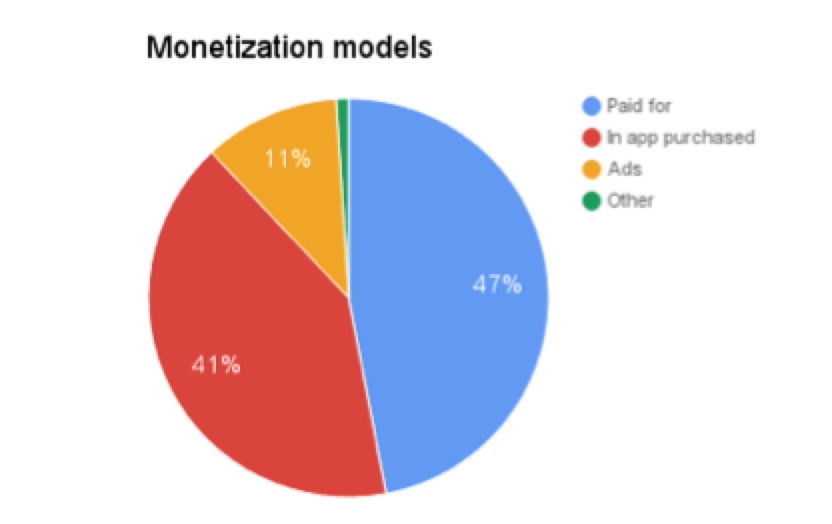 Monetization models
Paid for
In app purchased
Ads
Other
11%
47%
41%